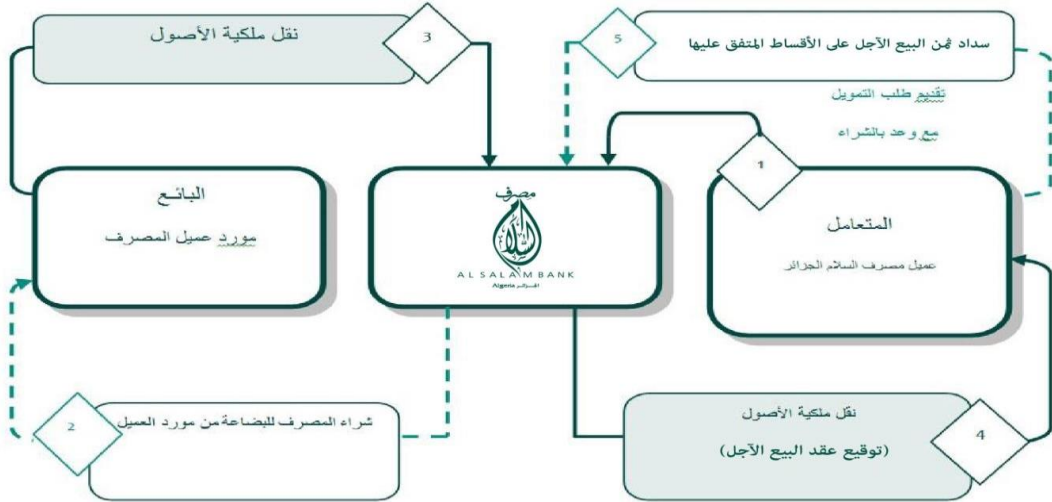 سداد ثمن البيع الآجل على الأقساط المتفق عليها
5
3
نقل ملكية الأصول
تقديم طلب التمويل
مع وعد بالشراء
1
المتعامل
عميل مصرف السلام الجزائر
مصرف
السلام
AL SALAM BANK
Algeria الجزائر
البائع
مورد عميل المصرف
2
شراء المصرف للبضاعة من مورد العميل
نقل ملكية الأصول
(توقيع عقد البيع الآجل)
4